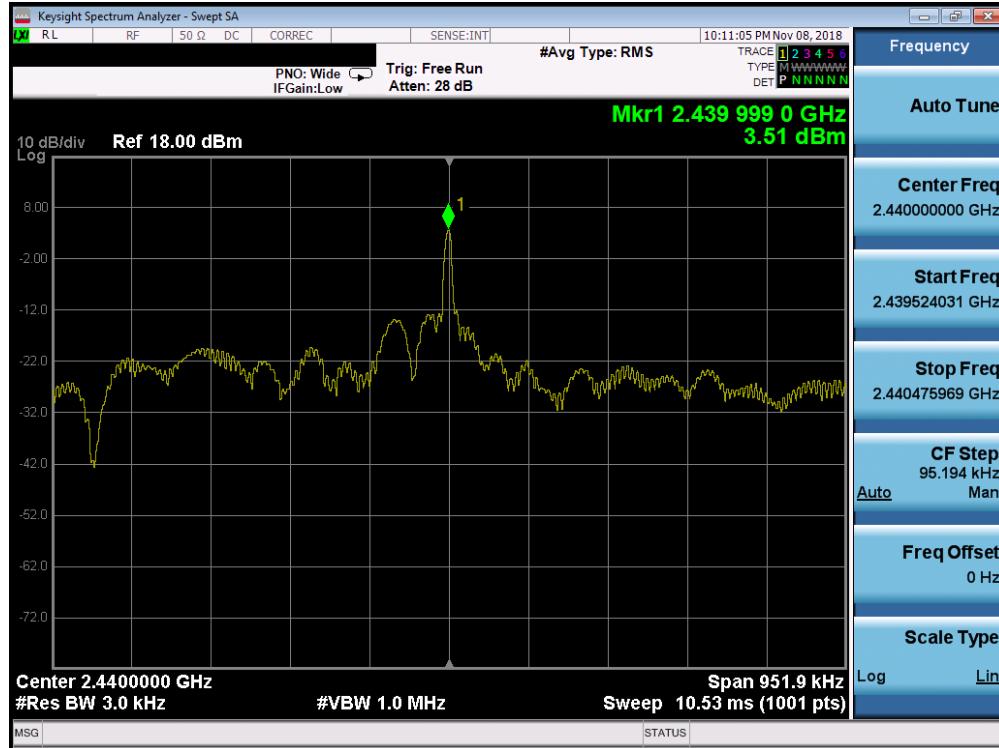 Keysight Spectrum Analyzer - Swept SA
LXI RL RF 50 Ω DC CORREC SENSE:INT 10:11:05 PM Nov 08, 2018
#Avg Type: RMS TRACE 1 2 3 4 5 6
PNO: Wide Trig: Free Run TYPE M WWWWW
IFGain:Low Atten: 28 dB DET P N N N N N
Mkr1 2.439 999 0 GHz
3.51 dBm
10 dB/div Ref 18.00 dBm
Log
1
8.00
-2.00
-12.0
-22.0
-32.0
-42.0
-52.0
-62.0
-72.0
Center 2.4400000 GHz Span 951.9 kHz
#Res BW 3.0 kHz #VBW 1.0 MHz Sweep 10.53 ms (1001 pts)
MSG STATUS
Frequency
Auto Tune
Center Freq
2.440000000 GHz
Start Freq
2.439524031 GHz
Stop Freq
2.440475969 GHz
CF Step
95.194 kHz
Auto Man
Freq Offset
0 Hz
Scale Type
Log Lin